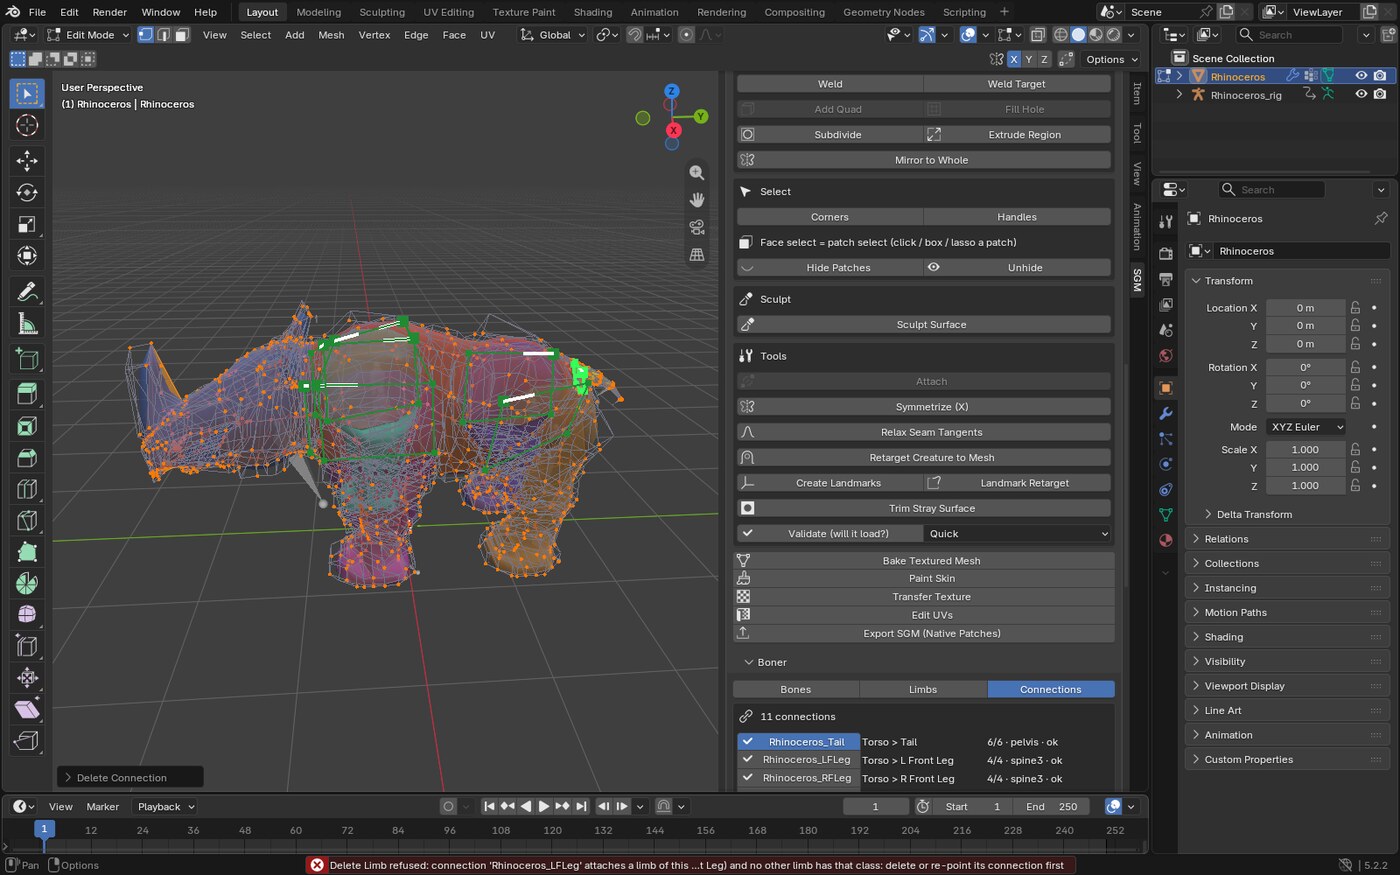 File Edit Render Window Help Layout Modeling Sculpting UV Editing Texture Paint Shading Animation Rendering Compositing Geometry Nodes Scripting + Scene ViewLayer
Edit Mode View Select Add Mesh Vertex Edge Face UV Global Search
X Y Z Options
User Perspective
(1) Rhinoceros | Rhinoceros
Z
Y
X
Delete Connection
Weld Weld Target
Add Quad Fill Hole
Subdivide Extrude Region
Mirror to Whole
Select
Corners Handles
Face select = patch select (click / box / lasso a patch)
Hide Patches Unhide
Sculpt
Sculpt Surface
Tools
Attach
Symmetrize (X)
Relax Seam Tangents
Retarget Creature to Mesh
Create Landmarks Landmark Retarget
Trim Stray Surface
Validate (will it load?) Quick
Bake Textured Mesh
Paint Skin
Transfer Texture
Edit UVs
Export SGM (Native Patches)
Boner
Bones Limbs Connections
11 connections
Rhinoceros_Tail Torso > Tail 6/6 · pelvis · ok
Rhinoceros_LFLeg Torso > L Front Leg 4/4 · spine3 · ok
Rhinoceros_RFLeg Torso > R Front Leg 4/4 · spine3 · ok
Item
Tool
View
Animation
SGM
Scene Collection
Rhinoceros
Rhinoceros_rig
Search
Rhinoceros
Rhinoceros
Transform
Location X 0 m
Y 0 m
Z 0 m
Rotation X 0°
Y 0°
Z 0°
Mode XYZ Euler
Scale X 1.000
Y 1.000
Z 1.000
Delta Transform
Relations
Collections
Instancing
Motion Paths
Shading
Visibility
Viewport Display
Line Art
Animation
Custom Properties
View Marker Playback 1 Start 1 End 250
1 12 24 36 48 60 72 84 96 108 120 132 144 156 168 180 192 204 216 228 240 252
Pan Options Delete Limb refused: connection 'Rhinoceros_LFLeg' attaches a limb of this ...t Leg) and no other limb has that class: delete or re-point its connection first 5.2.2